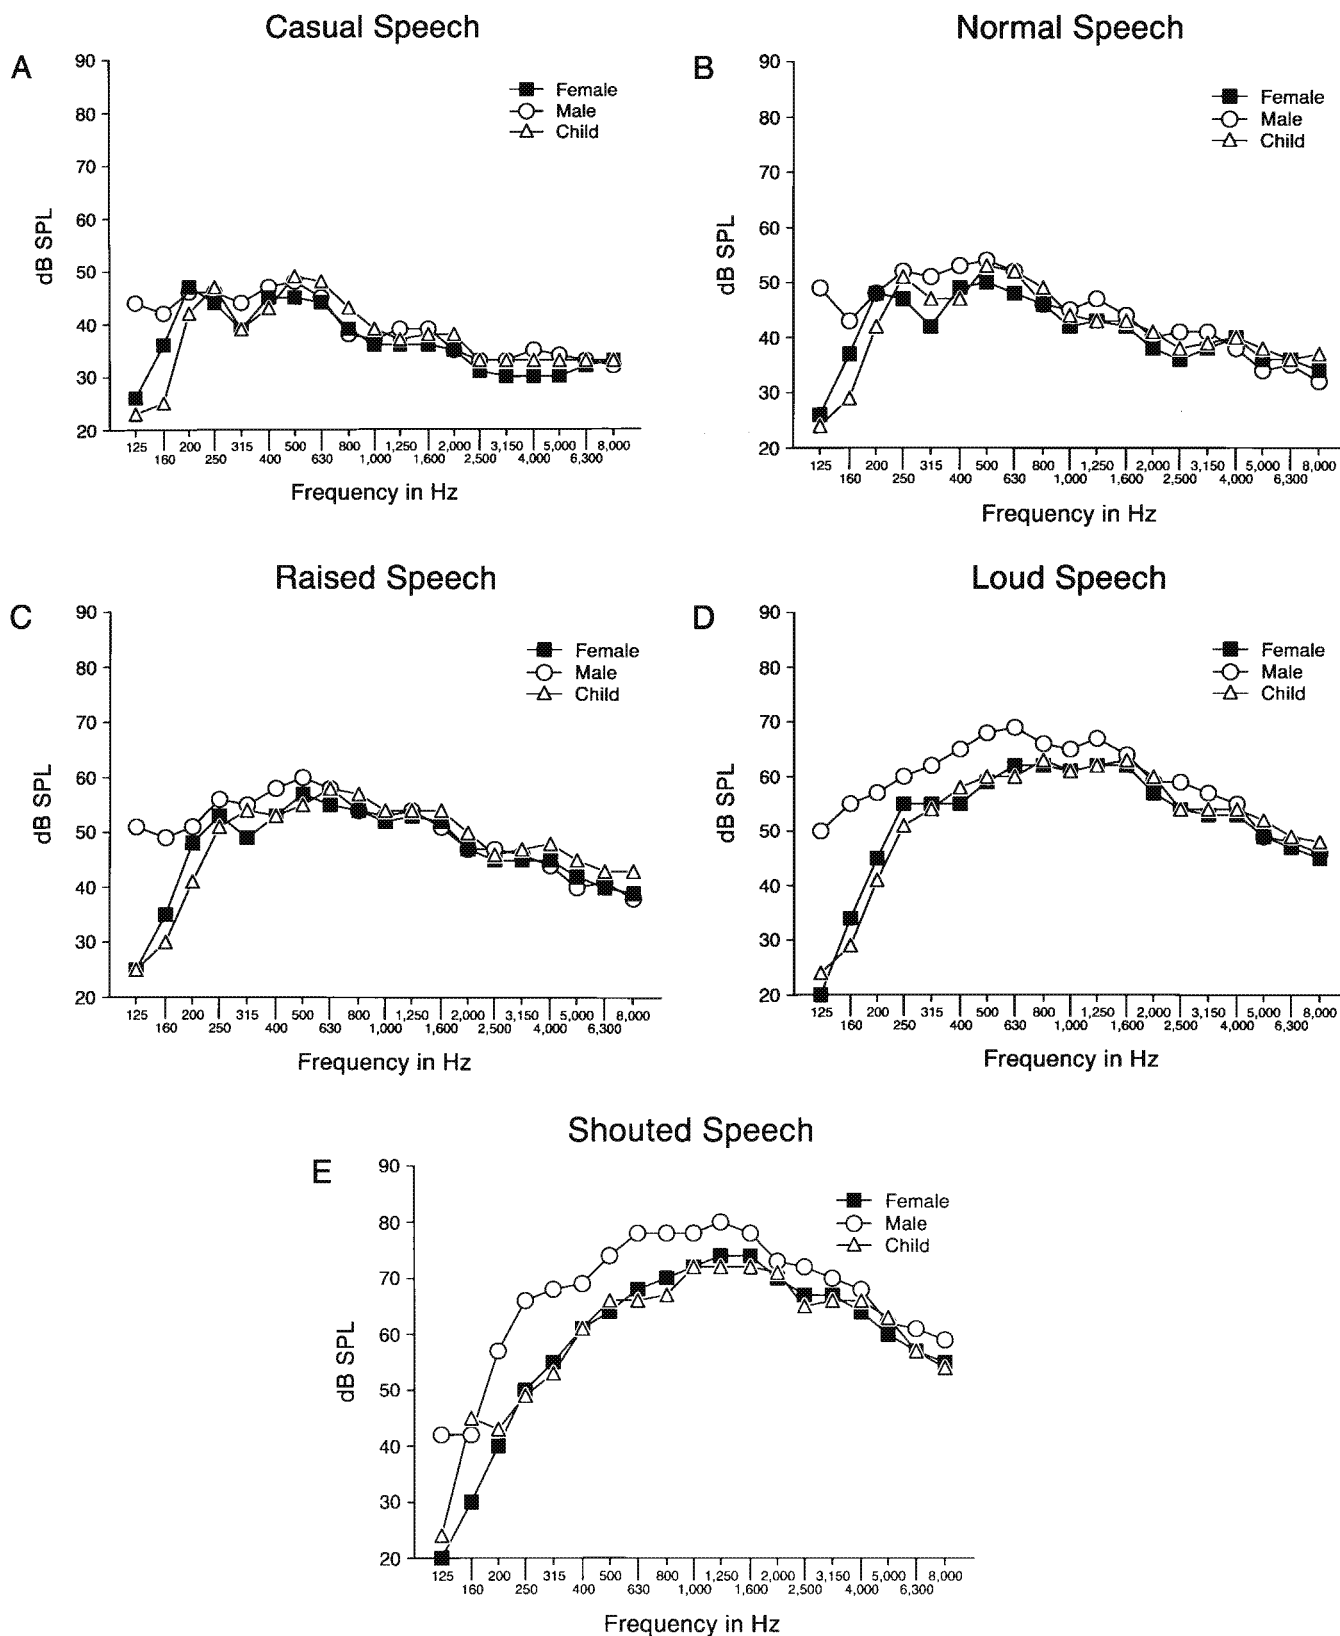 Casual Speech
A
90
80
70
60
50
40
30
20
dB SPL
Female
Male
Child
125 200 315 500 800 1,250 2,000 3,150 5,000 8,000
160 250 400 630 1,000 1,600 2,500 4,000 6,300
Frequency in Hz
Normal Speech
B
90
80
70
60
50
40
30
20
dB SPL
Female
Male
Child
125 200 315 500 800 1,250 2,000 3,150 5,000 8,000
160 250 400 630 1,000 1,600 2,500 4,000 6,300
Frequency in Hz
Raised Speech
C
90
80
70
60
50
40
30
20
dB SPL
Female
Male
Child
125 200 315 500 800 1,250 2,000 3,150 5,000 8,000
160 250 400 630 1,000 1,600 2,500 4,000 6,300
Frequency in Hz
Loud Speech
D
90
80
70
60
50
40
30
20
dB SPL
Female
Male
Child
125 200 315 500 800 1,250 2,000 3,150 5,000 8,000
160 250 400 630 1,000 1,600 2,500 4,000 6,300
Frequency in Hz
Shouted Speech
E
90
80
70
60
50
40
30
20
dB SPL
Female
Male
Child
125 200 315 500 800 1,250 2,000 3,150 5,000 8,000
160 250 400 630 1,000 1,600 2,500 4,000 6,300
Frequency in Hz